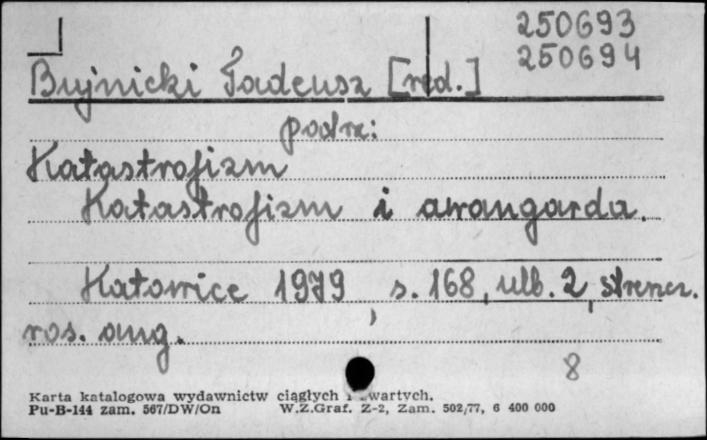 250693
250694
Bujnicki Tadeusz [red.]
podr:
Katastrofizm
Katastrofizm i awangarda.
Katowice 1979, s. 168, ulb. 2, streszcz.
ros. ang.
8
Karta katalogowa wydawnictw ciągłych i zwartych.
Pu-B-144 zam. 567/DW/On W.Z.Graf. Z-2, Zam. 502/77, 6 400 000